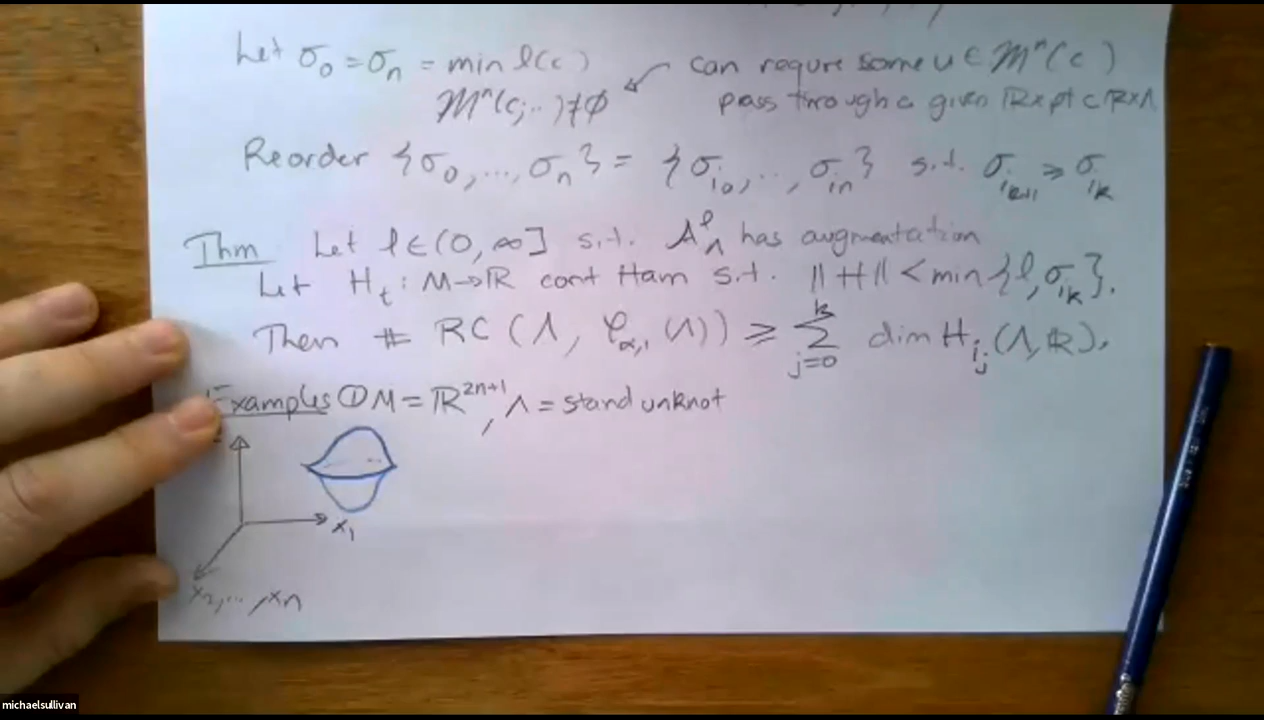 Let σ₀ = σₙ = min ℓ(c)
can requre some u ∈ Mⁿ(c)
Mⁿ(c;..) ≠ ∅
pass through a given ℝ×pt ⊂ ℝ×Λ
Reorder {σ₀,...,σₙ} = {σ_{i₀},..,σ_{iₙ}} s.t. σ_{i_{k+1}} ≥ σ_{i_k}
Thm Let ℓ ∈ (0,∞] s.t. A^ℓ_Λ has augmentation
Let H_t : M→ℝ cont Ham s.t. ||H|| < min{ℓ, σ_{i_k}}.
Then # RC(Λ, φ_{α,1}(Λ)) ≥ ∑_{j=0}^{k} dim H_{i_j}(Λ,k).
Examples ① M = ℝ^{2n+1}, Λ = stand unknot
z
x₁
x₂,...,xₙ
michaelsullivan